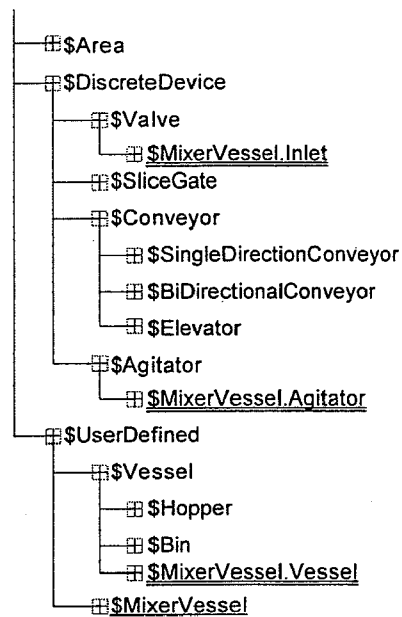 $Area
$DiscreteDevice
$Valve
$MixerVessel.Inlet
$SliceGate
$Conveyor
$SingleDirectionConveyor
$BiDirectionalConveyor
$Elevator
$Agitator
$MixerVessel.Agitator
$UserDefined
$Vessel
$Hopper
$Bin
$MixerVessel.Vessel
$MixerVessel